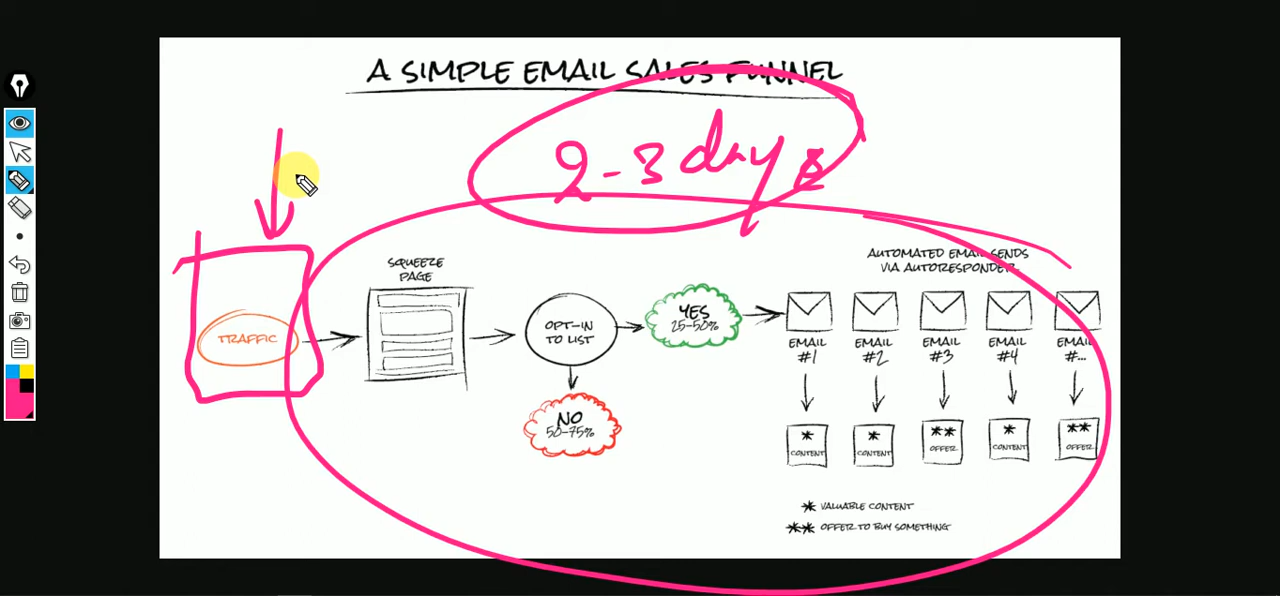 A SIMPLE EMAIL SALES FUNNEL
2-3 days
AUTOMATED EMAIL SENDS
VIA AUTORESPONDER
SQUEEZE
PAGE
TRAFFIC
OPT-IN
TO LIST
YES
25-50%
NO
50-75%
EMAIL
#1
EMAIL
#2
EMAIL
#3
EMAIL
#4
EMAIL
#...
*
CONTENT
*
CONTENT
**
OFFER
*
CONTENT
**
OFFER
* VALUABLE CONTENT
** OFFER TO BUY SOMETHING